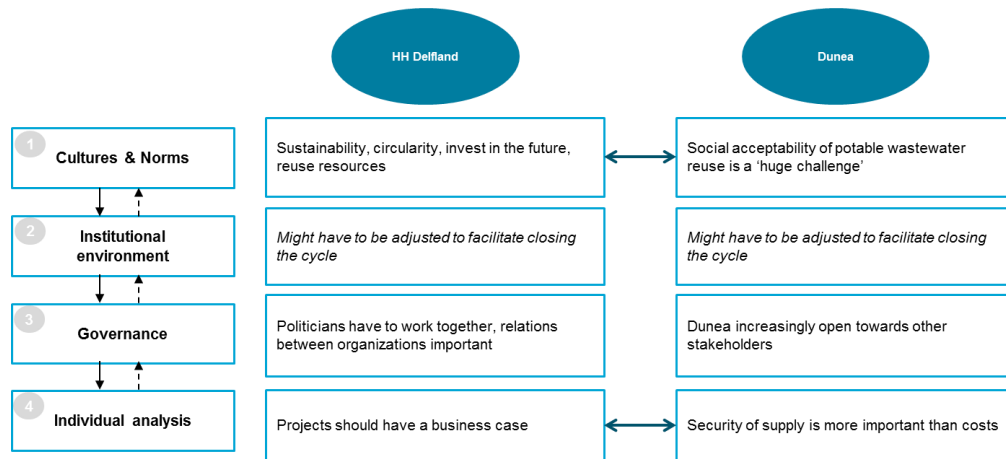 HH Delfland
Dunea
1
Cultures & Norms
Sustainability, circularity, invest in the future,
reuse resources
Social acceptability of potable wastewater
reuse is a ‘huge challenge’
2
Institutional
environment
Might have to be adjusted to facilitate closing
the cycle
Might have to be adjusted to facilitate closing
the cycle
3
Governance
Politicians have to work together, relations
between organizations important
Dunea increasingly open towards other
stakeholders
4
Individual analysis
Projects should have a business case
Security of supply is more important than costs